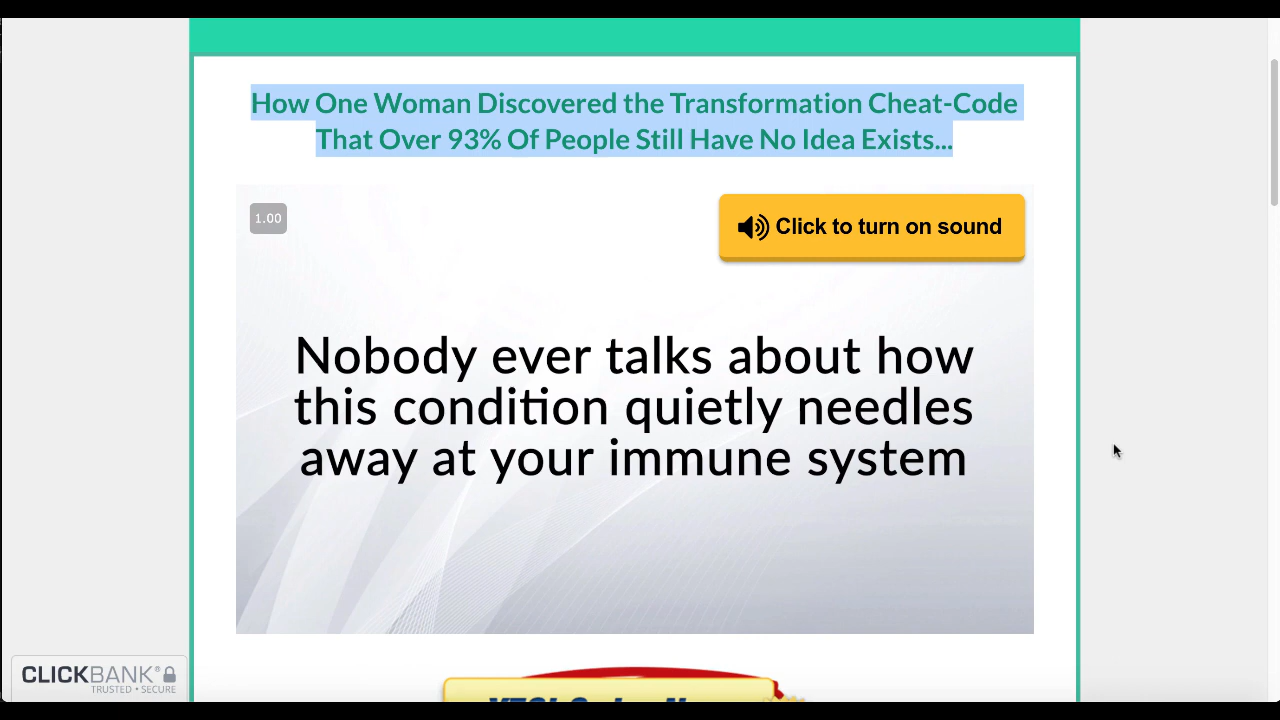 How One Woman Discovered the Transformation Cheat-Code
That Over 93% Of People Still Have No Idea Exists...
1.00
Click to turn on sound
Nobody ever talks about how
this condition quietly needles
away at your immune system
CLICKBANK®
TRUSTED • SECURE